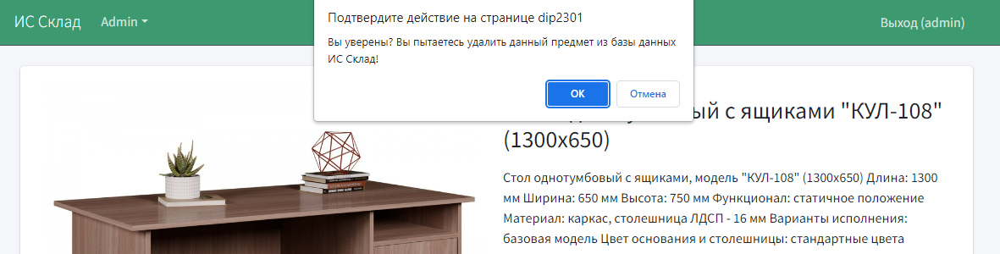 ИС Склад
Admin
Подтвердите действие на странице dip2301
Вы уверены? Вы пытаетесь удалить данный предмет из базы данных
ИС Склад!
ОК
Отмена
Выход (admin)
с ящиками "КУЛ-108"
(1300x650)
Стол однотумбовый с ящиками, модель "КУЛ-108" (1300x650) Длина: 1300
мм Ширина: 650 мм Высота: 750 мм Функционал: статичное положение
Материал: каркас, столешница ЛДСП - 16 мм Варианты исполнения:
базовая модель Цвет основания и столешницы: стандартные цвета